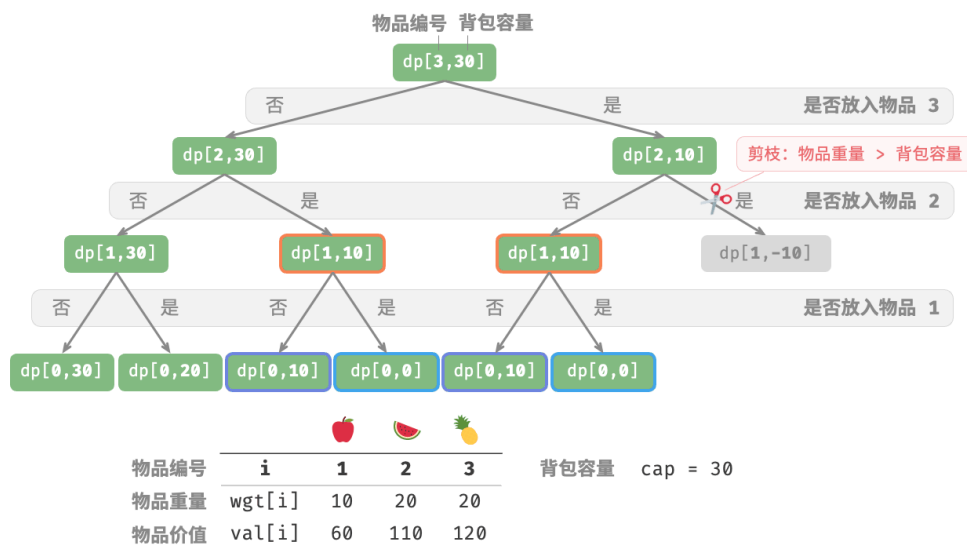 物品编号 背包容量
dp[3,30]
否 是 是否放入物品 3
dp[2,30] dp[2,10] 剪枝：物品重量 > 背包容量
否 是 否 是 是否放入物品 2
dp[1,30] dp[1,10] dp[1,10] dp[1,-10]
否 是 否 是 否 是 是否放入物品 1
dp[0,30] dp[0,20] dp[0,10] dp[0,0] dp[0,10] dp[0,0]
物品编号 i 1 2 3 背包容量 cap = 30
物品重量 wgt[i] 10 20 20
物品价值 val[i] 60 110 120